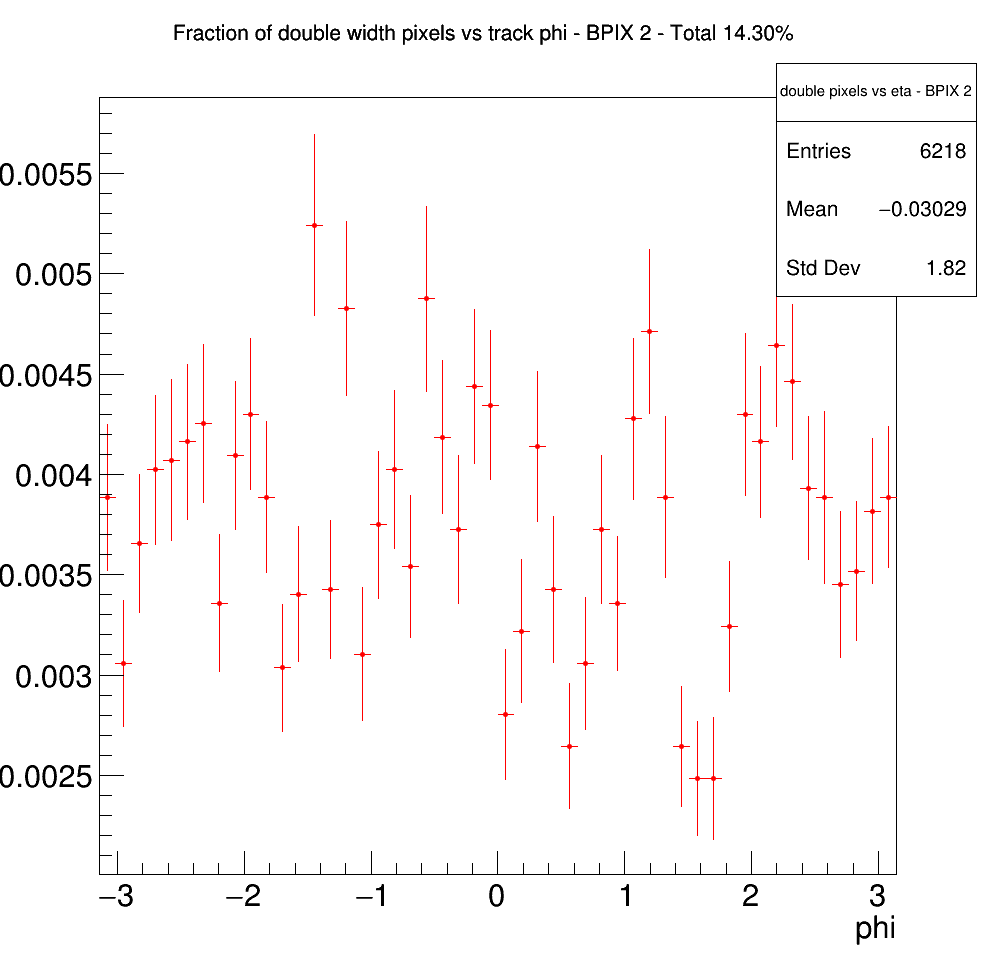 Fraction of double width pixels vs track phi - BPIX 2 - Total 14.30%
double pixels vs eta - BPIX 2
Entries 6218
Mean −0.03029
Std Dev 1.82
0.0055
0.005
0.0045
0.004
0.0035
0.003
0.0025
−3 −2 −1 0 1 2 3
phi